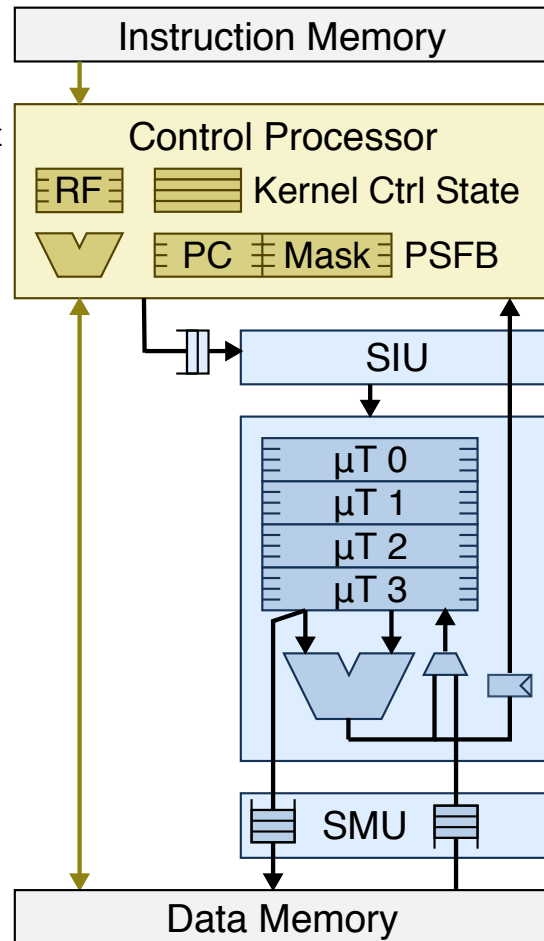 Instruction Memory
Control Processor
RF Kernel Ctrl State
PC Mask PSFB
SIU
µT 0
µT 1
µT 2
µT 3
SMU
Data Memory